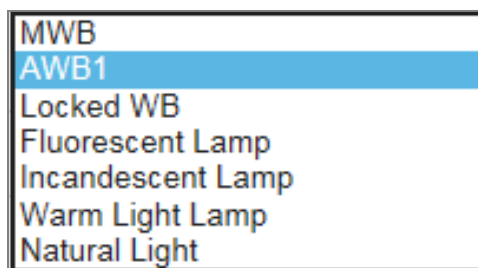 MWB
AWB1
Locked WB
Fluorescent Lamp
Incandescent Lamp
Warm Light Lamp
Natural Light